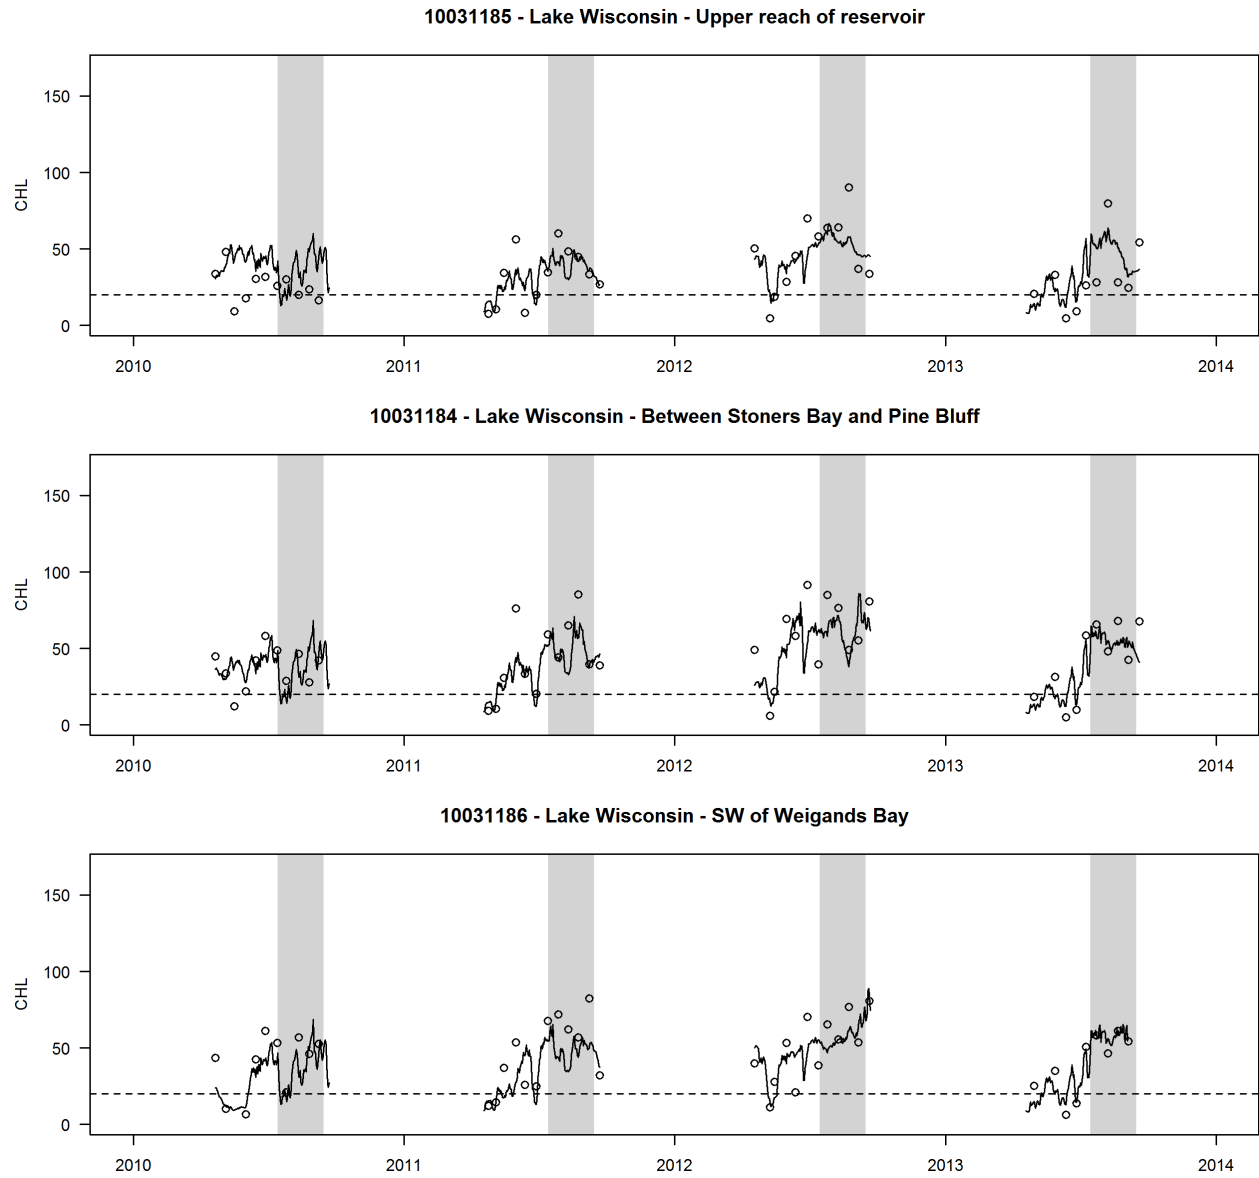 10031185 - Lake Wisconsin - Upper reach of reservoir
150
100
50
0
CHL
2010 2011 2012 2013 2014
10031184 - Lake Wisconsin - Between Stoners Bay and Pine Bluff
150
100
50
0
CHL
2010 2011 2012 2013 2014
10031186 - Lake Wisconsin - SW of Weigands Bay
150
100
50
0
CHL
2010 2011 2012 2013 2014